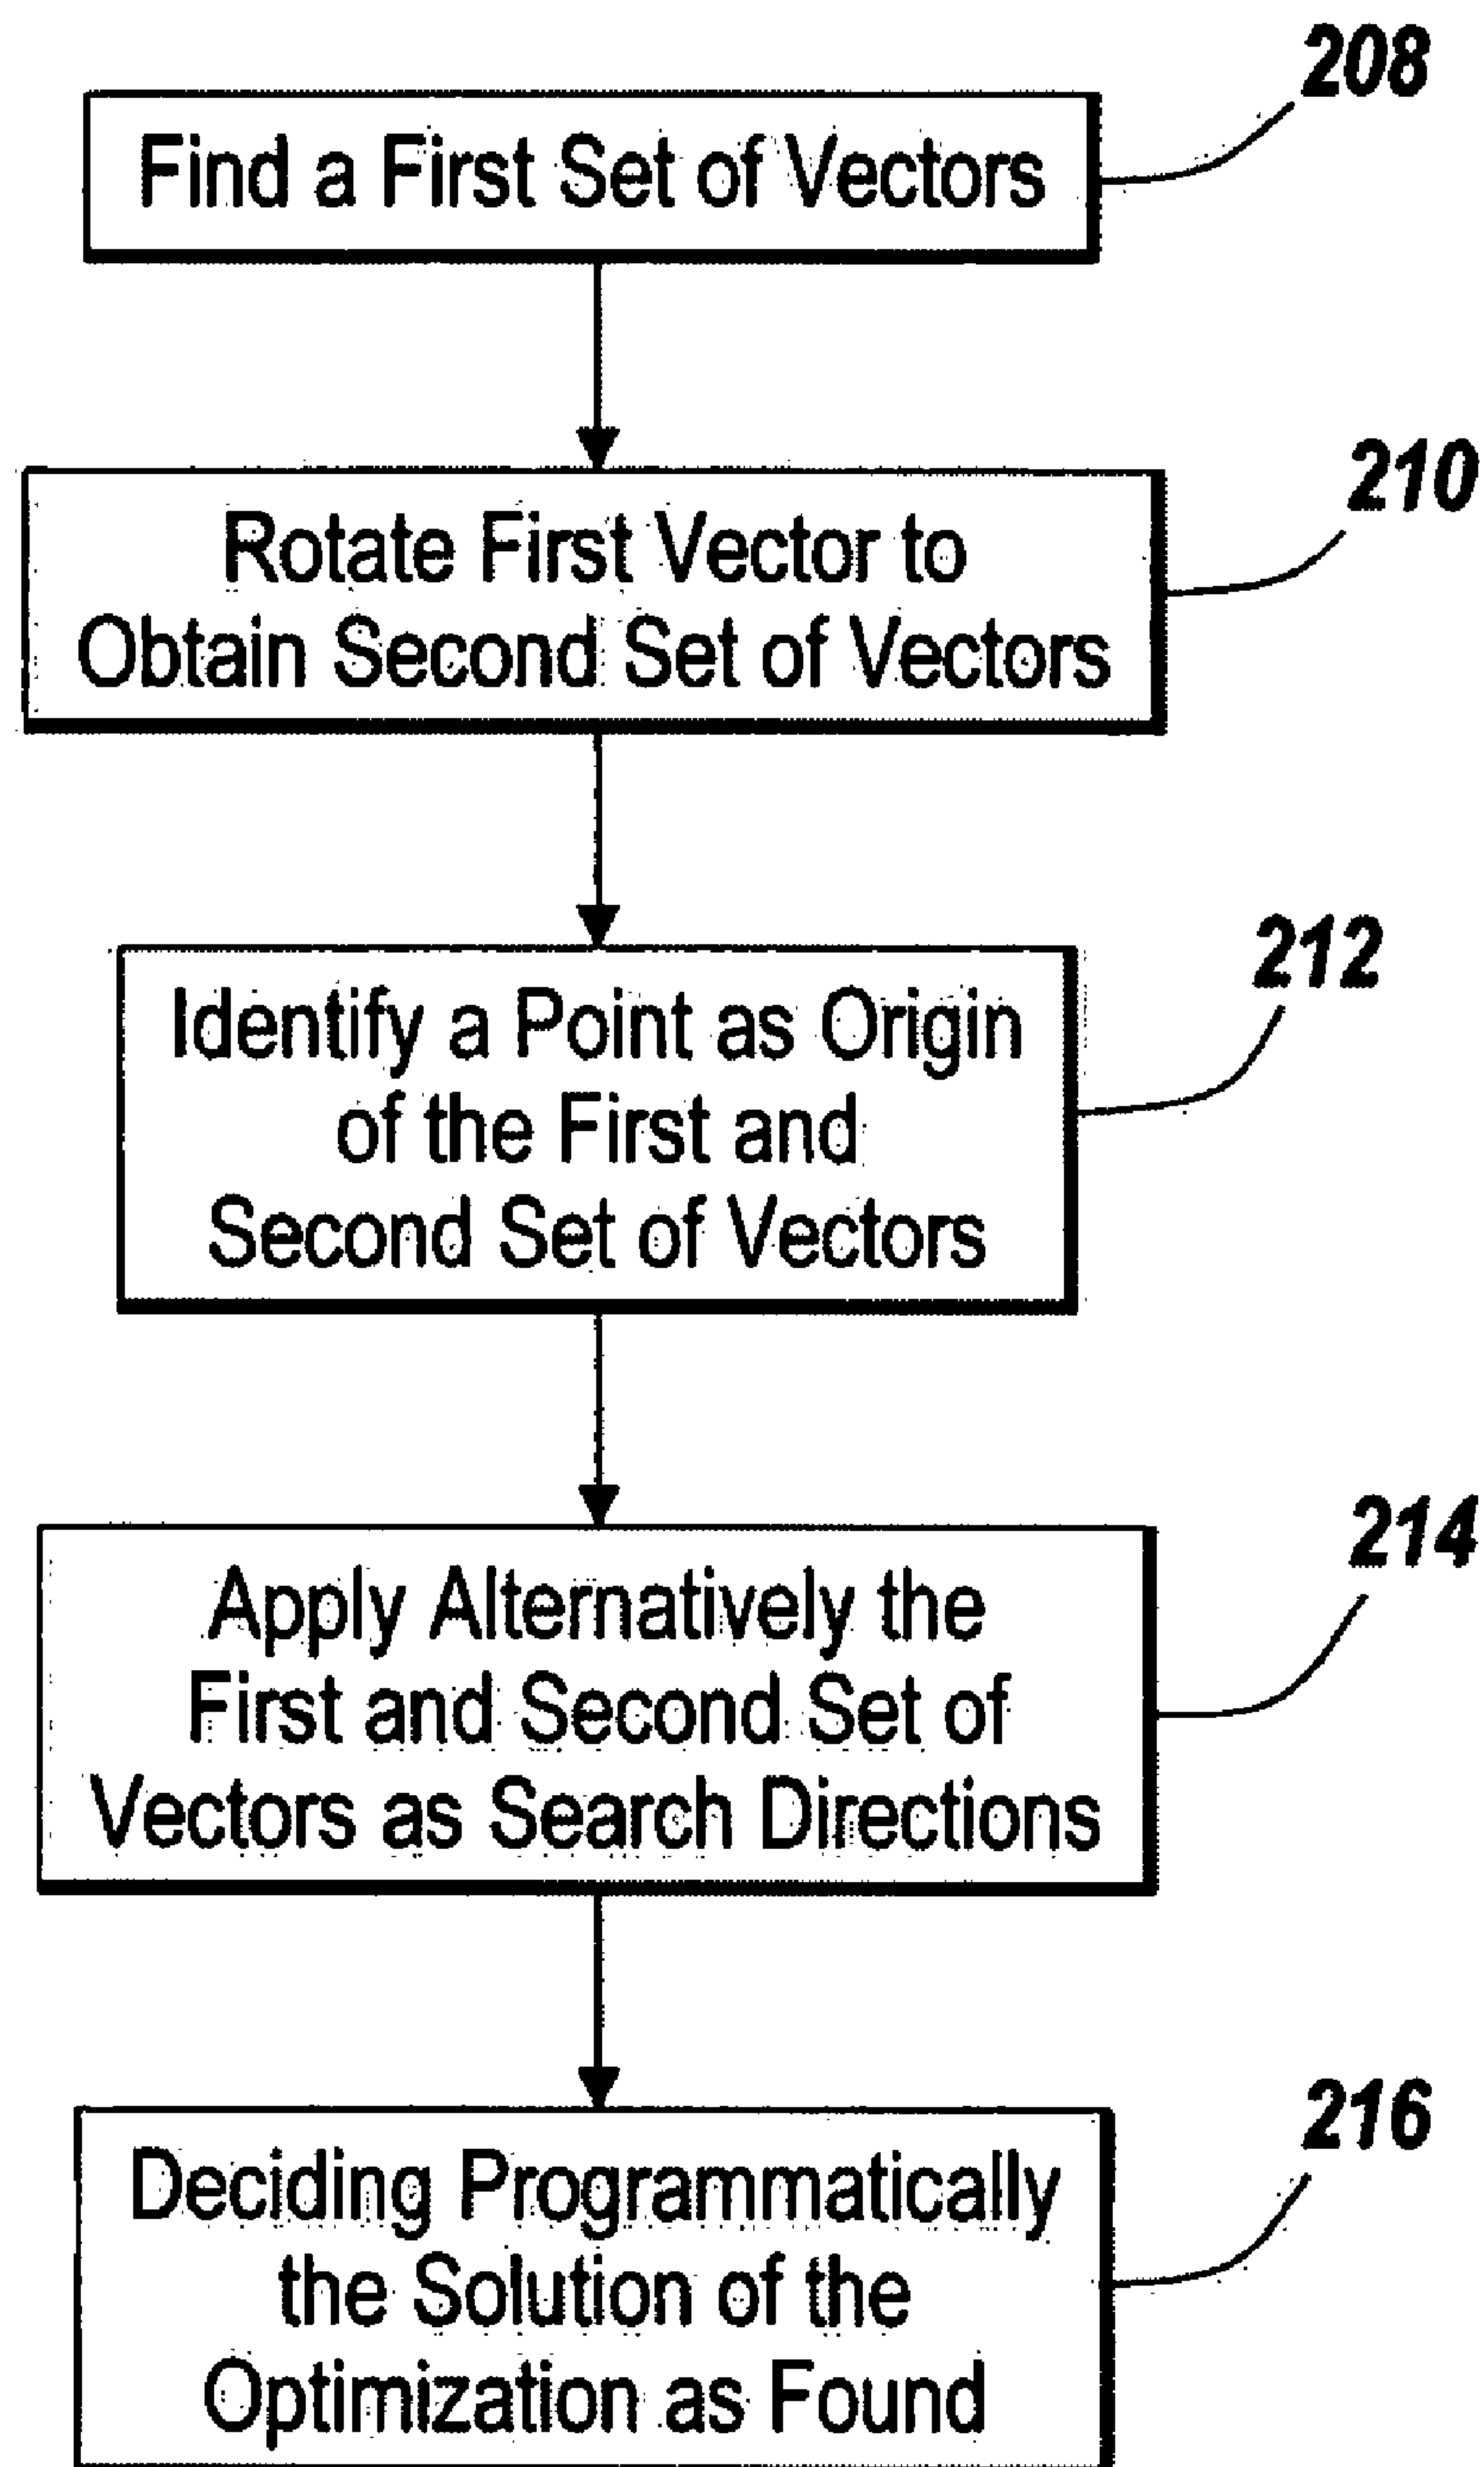 208
Find a First Set of Vectors
210
Rotate First Vector to
Obtain Second Set of Vectors
212
Identify a Point as Origin
of the First and
Second Set of Vectors
214
Apply Alternatively the
First and Second Set of
Vectors as Search Directions
216
Deciding Programmatically
the Solution of the
Optimization as Found